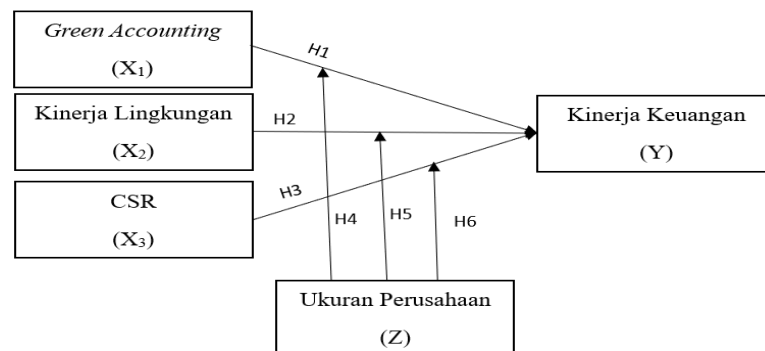 Green Accounting
(X₁)
H1
Kinerja Lingkungan
(X₂)
H2
Kinerja Keuangan
(Y)
CSR
(X₃)
H3
H4
H5
H6
Ukuran Perusahaan
(Z)